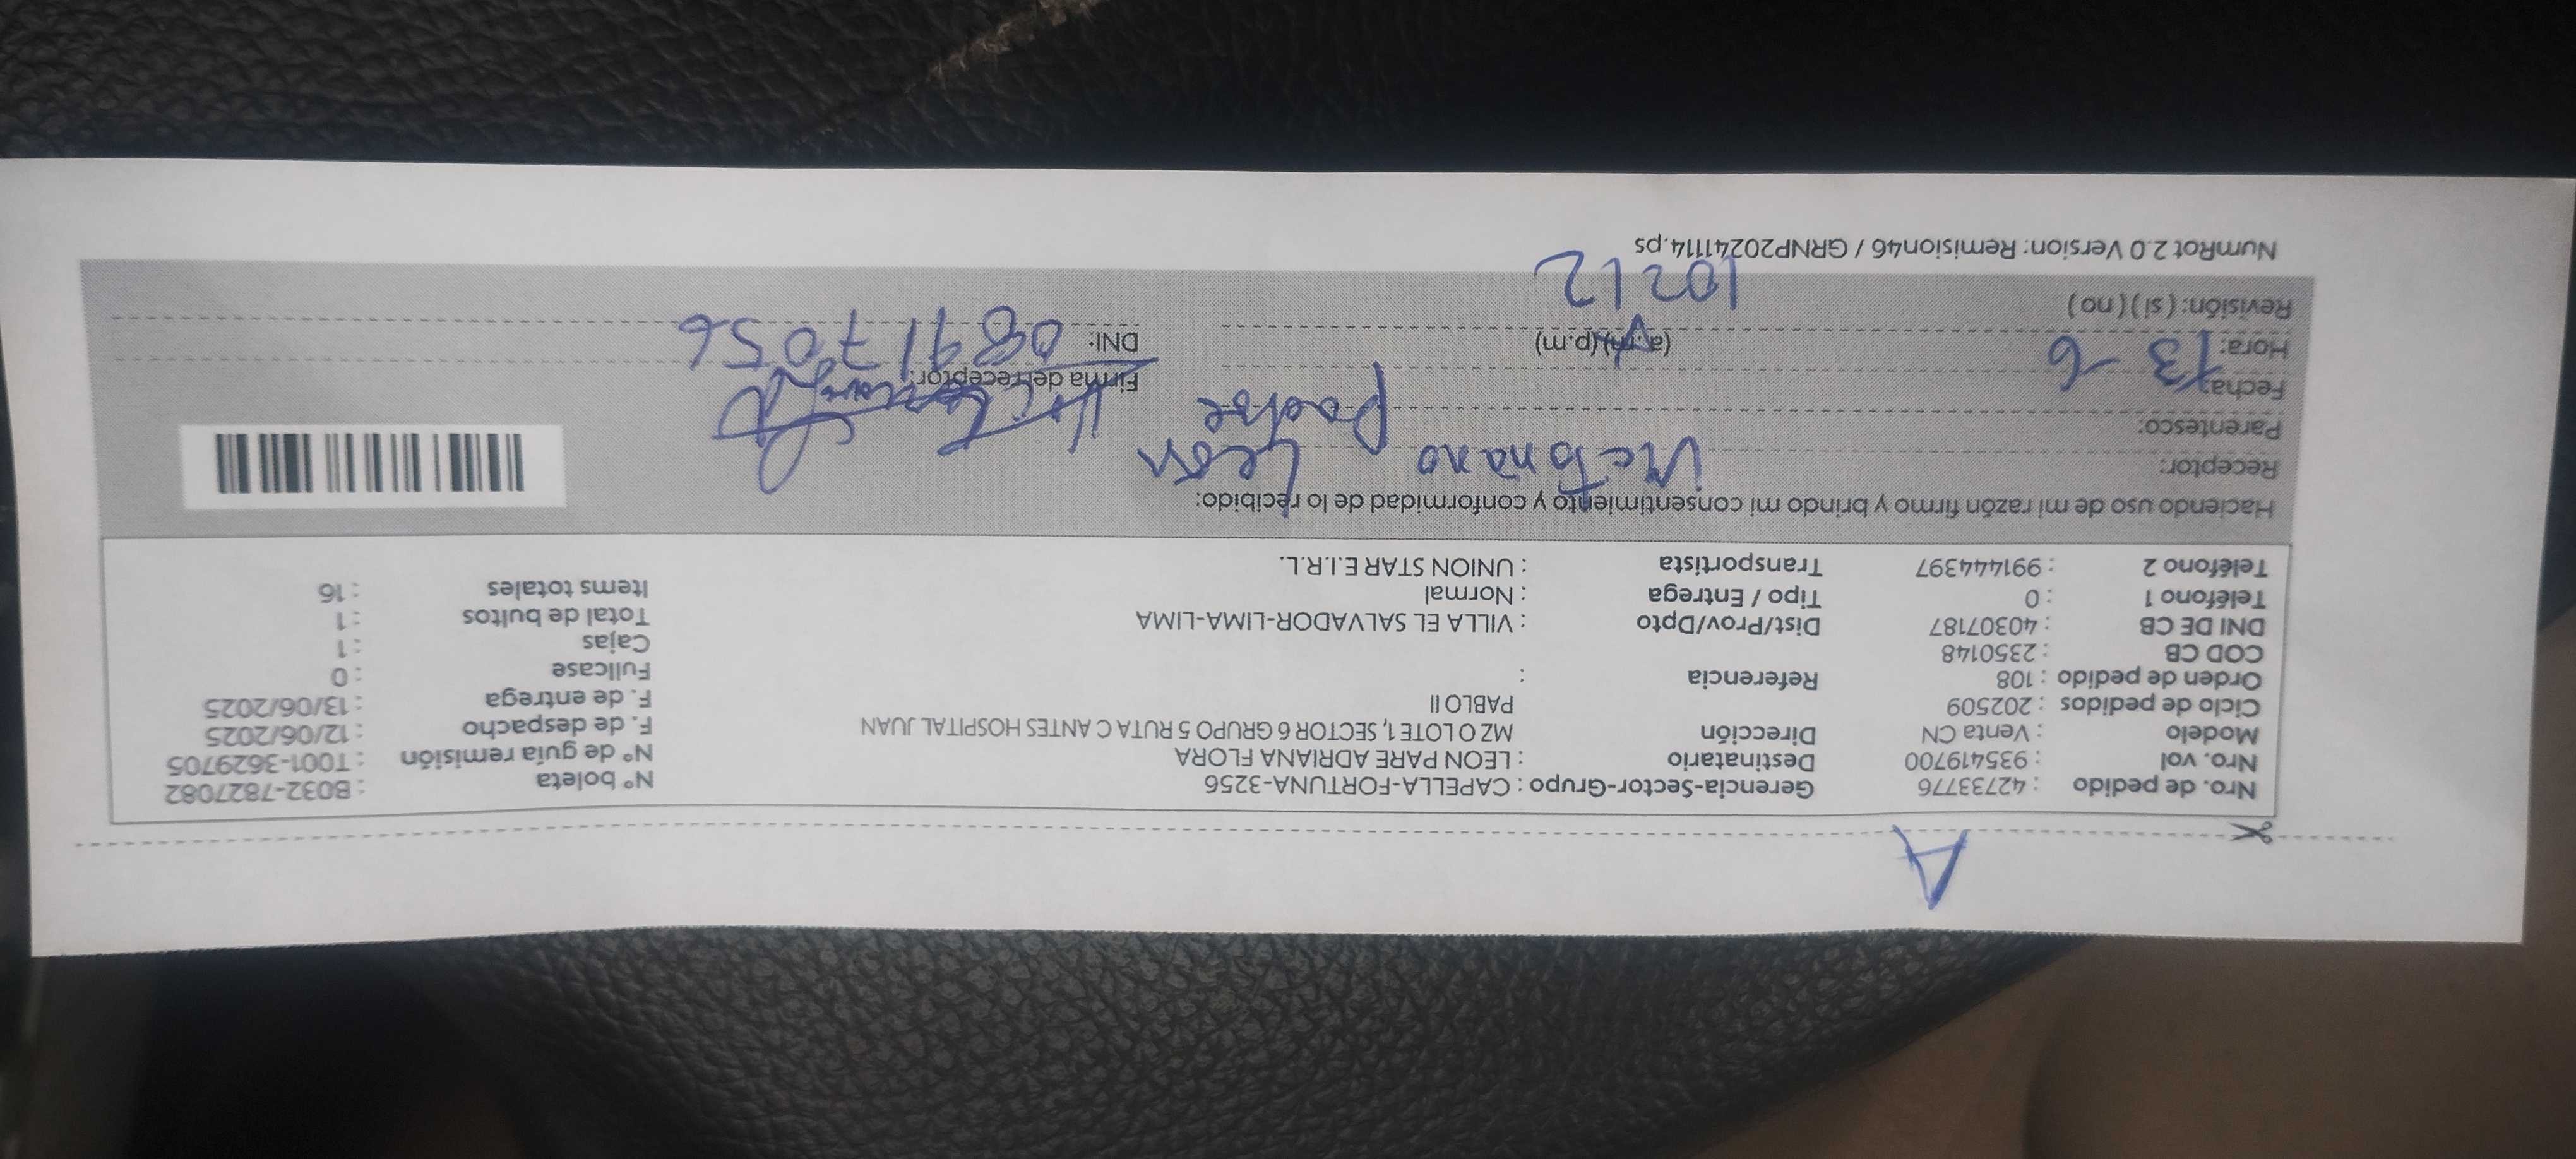 A
Nro. de pedido : 42733776 Gerencia-Sector-Grupo : CAPELLA-FORTUNA-3256 N° boleta : B032-7827082
Nro. vol : 935419700 Destinatario : LEON PARE ADRIANA FLORA N° de guía remisión : T001-3629705
Modelo : Venta CN Dirección MZ O LOTE 1, SECTOR 6 GRUPO 5 RUTA C ANTES HOSPITAL JUAN F. de despacho : 12/06/2025
Ciclo de pedidos : 202509 PABLO II F. de entrega : 13/06/2025
Orden de pedido : 108 Referencia : Fullcase : 0
COD CB : 2350148 Cajas : 1
DNI DE CB : 40307187 Dist/Prov/Dpto : VILLA EL SALVADOR-LIMA-LIMA Total de bultos : 1
Teléfono 1 : 0 Tipo / Entrega : Normal Items totales : 16
Teléfono 2 : 991444397 Transportista : UNION STAR E.I.R.L.
Haciendo uso de mi razón firmo y brindo mi consentimiento y conformidad de lo recibido:
Receptor: Victoriano León
Parentesco: padre
Fecha: 13-6 Firma del receptor:
Hora: (a.m) (p.m) DNI: 08917056
Revisión: (si) (no) 10212
NumRot 2.0 Version: Remision46 / GRNP20241114.ps